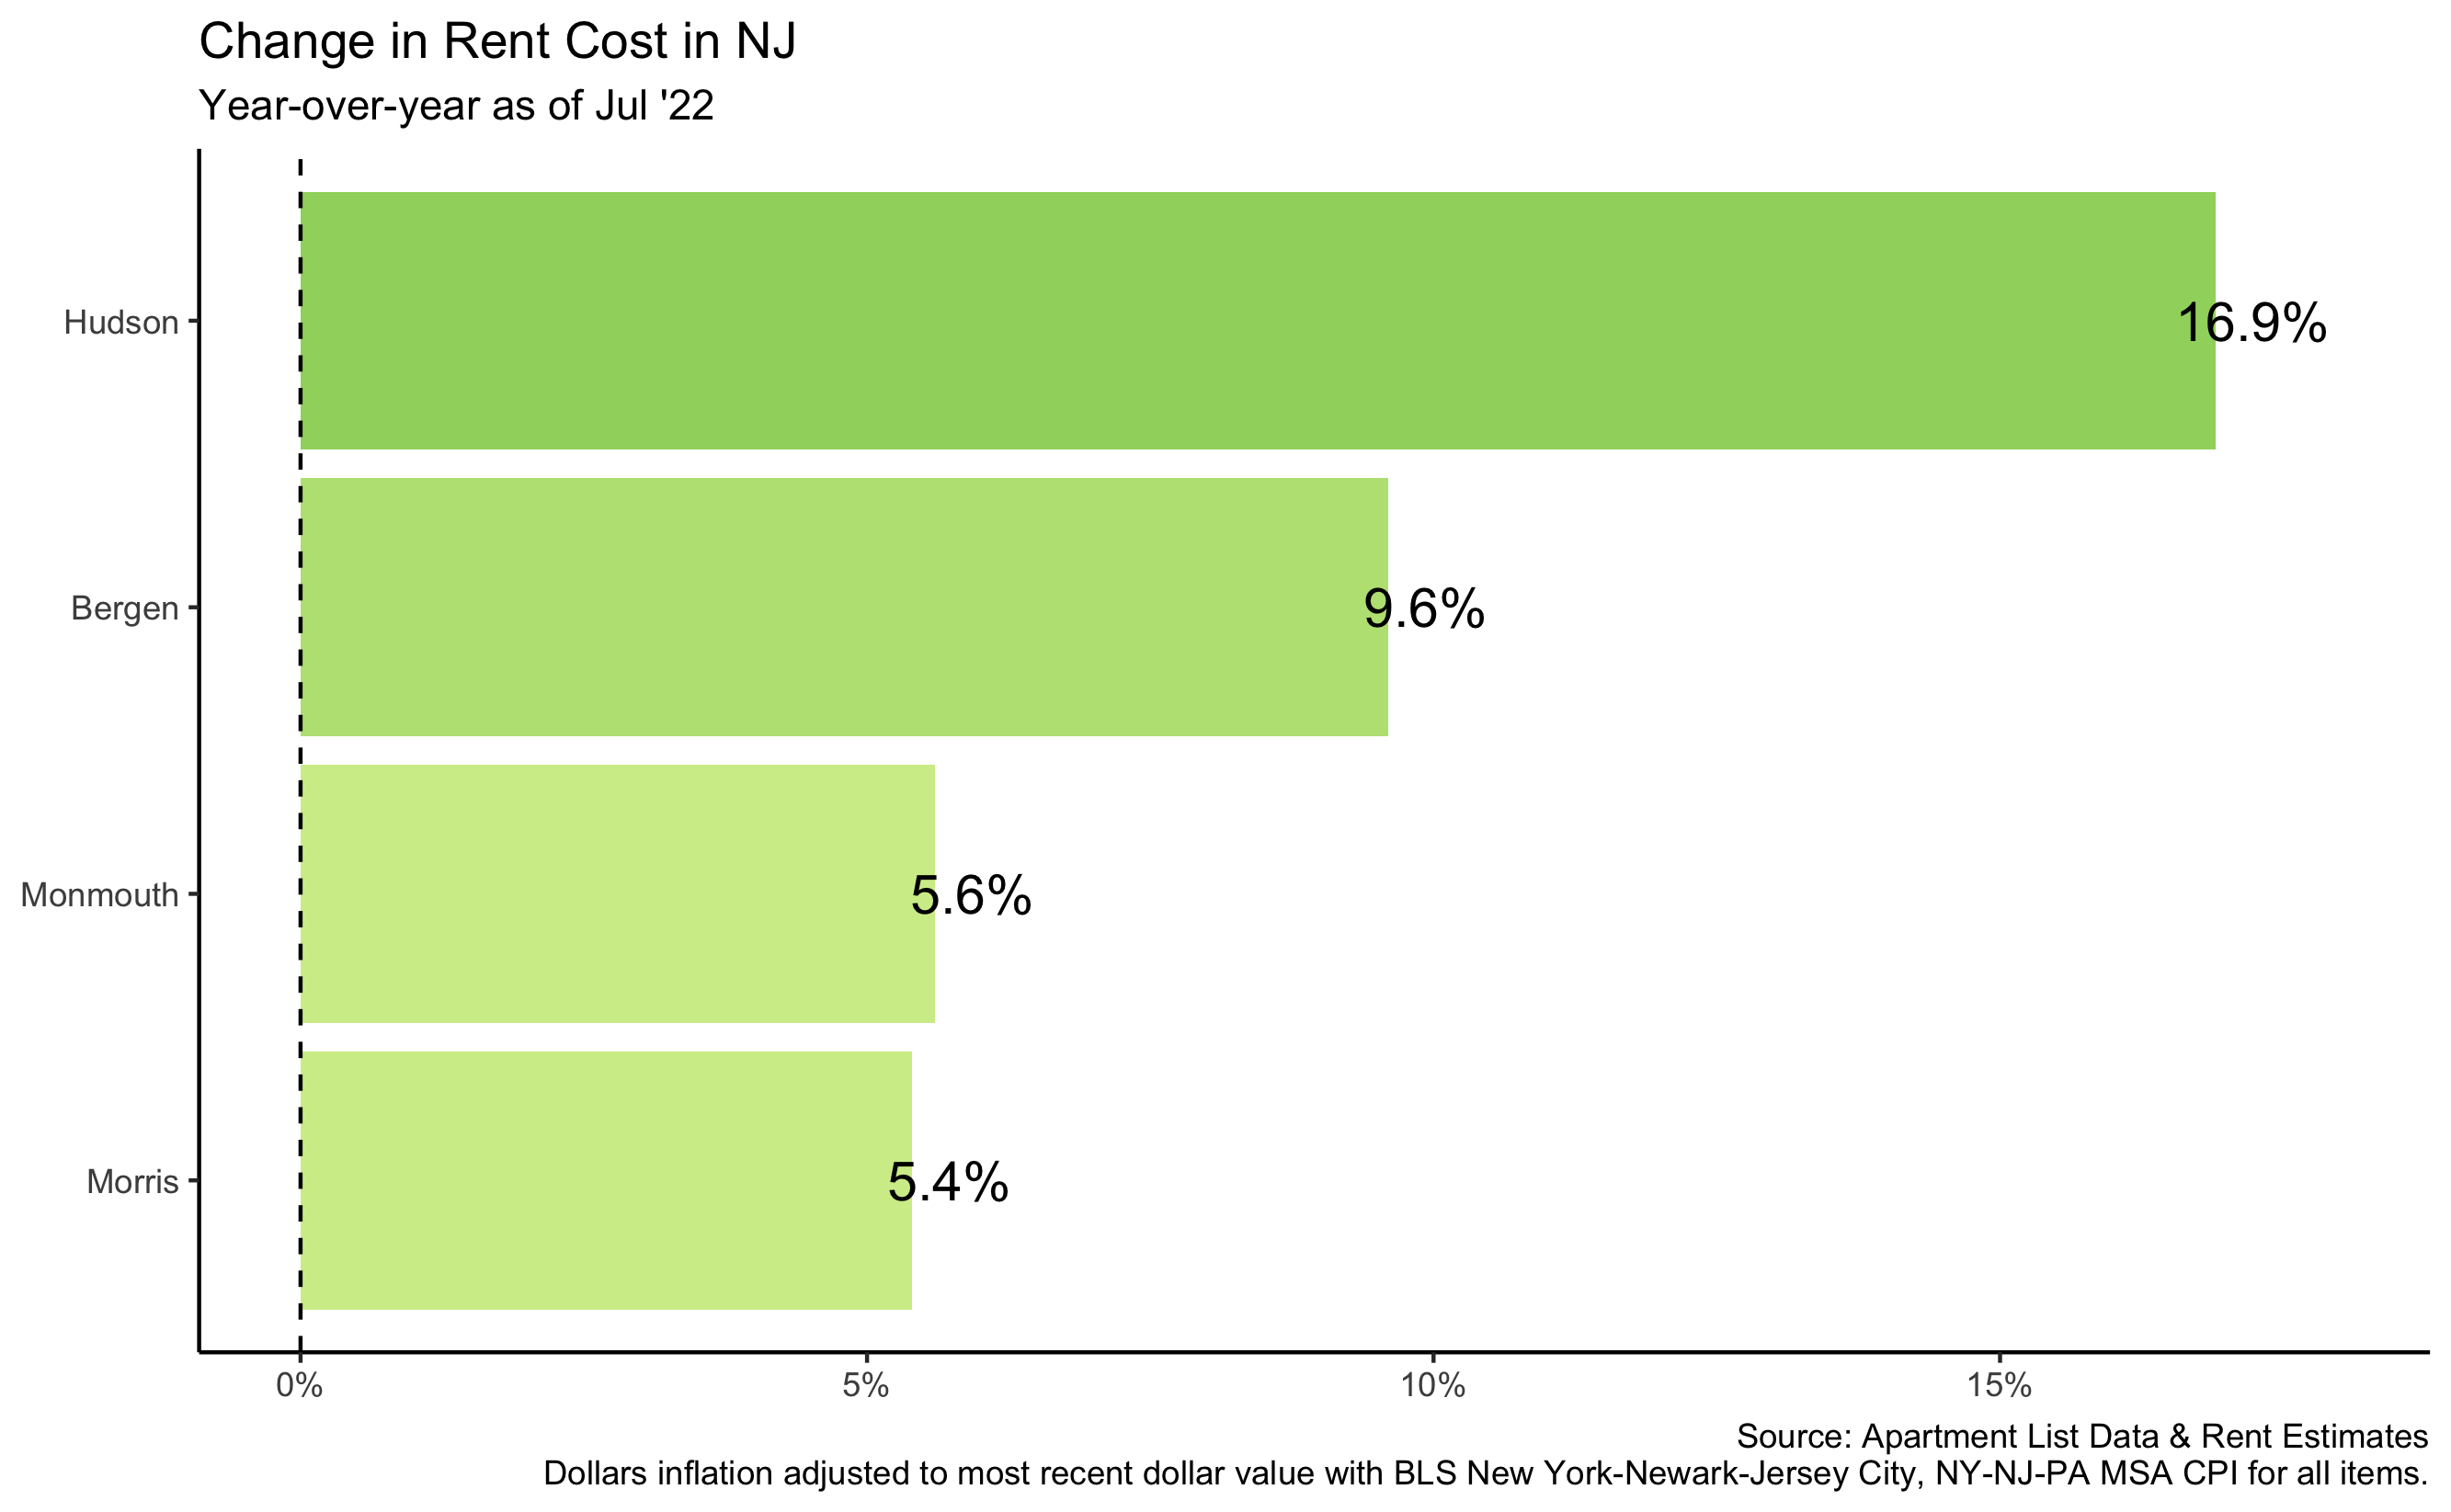 Change in Rent Cost in NJ
Year-over-year as of Jul '22
Hudson
16.9%
Bergen
9.6%
Monmouth
5.6%
Morris
5.4%
0%
5%
10%
15%
Source: Apartment List Data & Rent Estimates
Dollars inflation adjusted to most recent dollar value with BLS New York-Newark-Jersey City, NY-NJ-PA MSA CPI for all items.